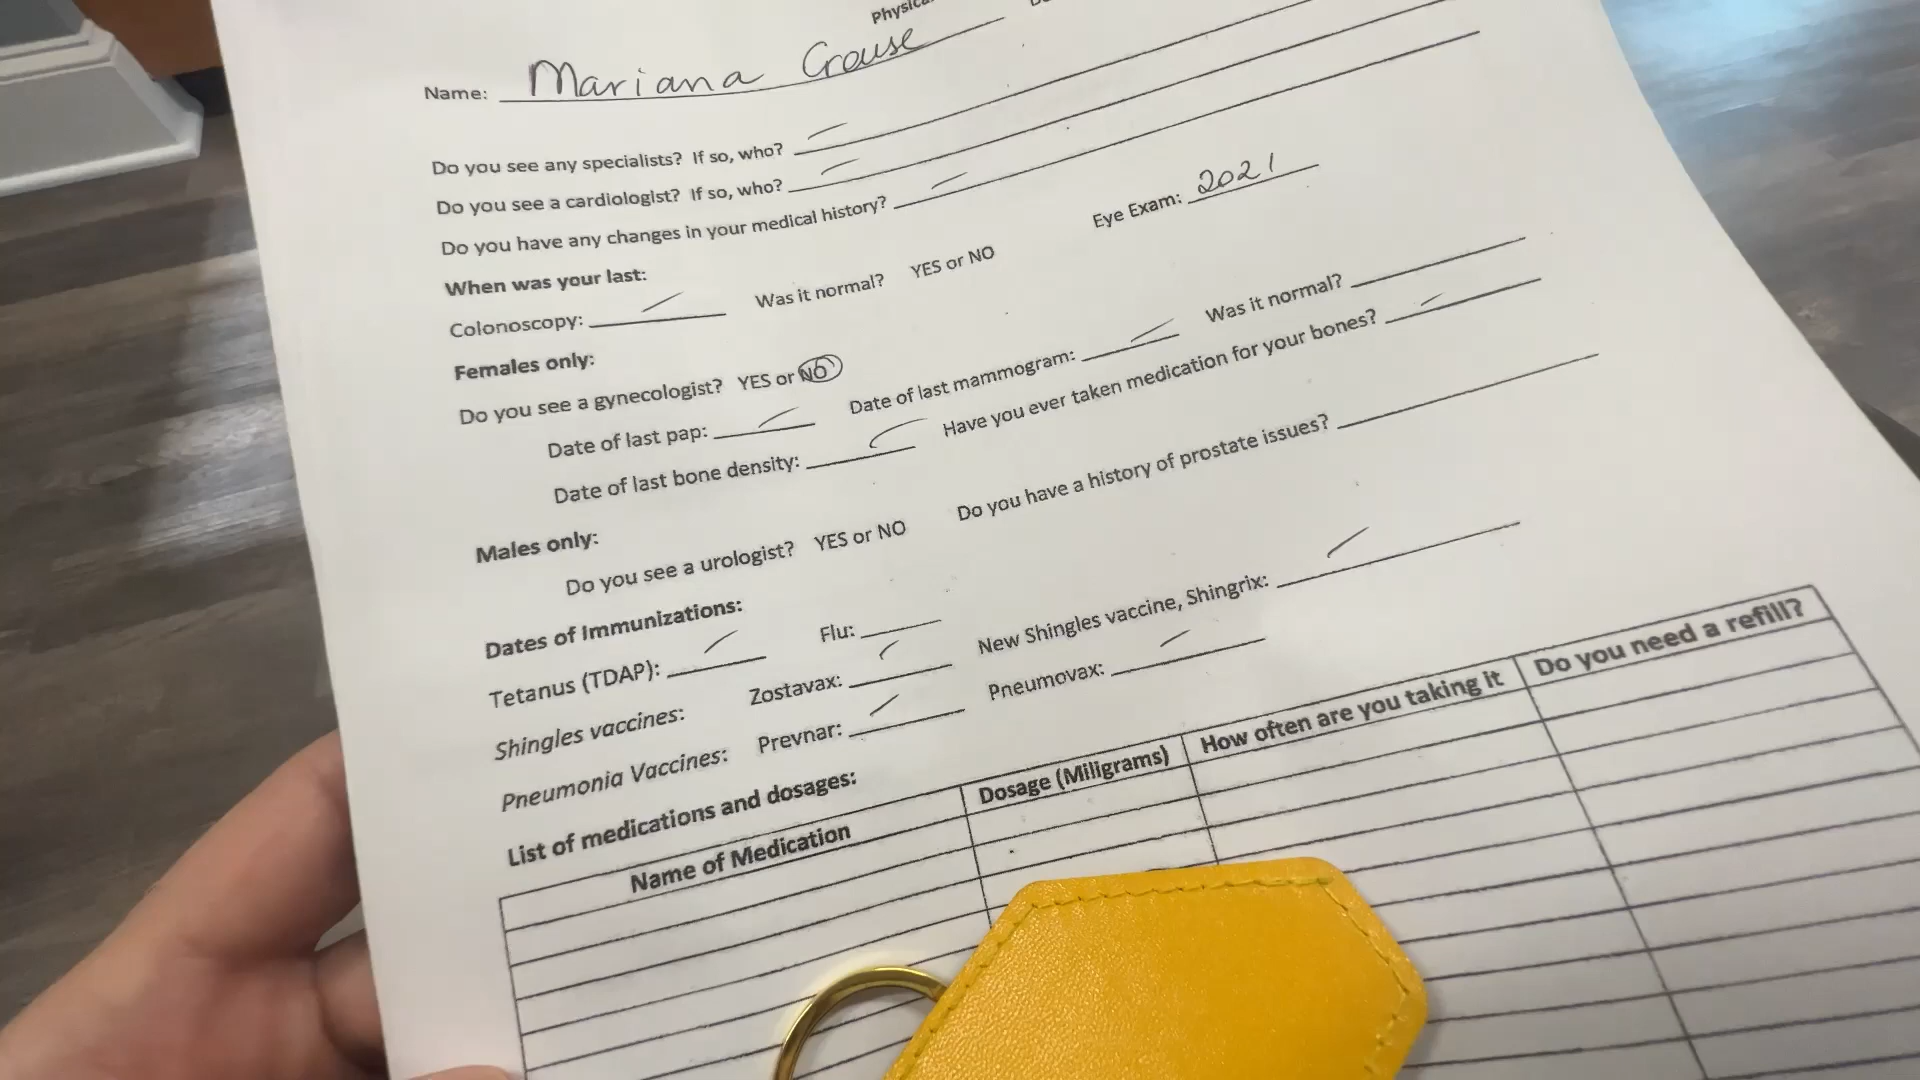 Name: Mariana Crouse
Do you see any specialists? If so, who?
Do you see a cardiologist? If so, who?
Do you have any changes in your medical history?
When was your last:
Eye Exam: 2021
Colonoscopy: Was it normal? YES or NO
Females only:
Do you see a gynecologist? YES or NO
Date of last pap: Date of last mammogram: Was it normal?
Date of last bone density: Have you ever taken medication for your bones?
Males only:
Do you see a urologist? YES or NO Do you have a history of prostate issues?
Dates of Immunizations:
Tetanus (TDAP): Flu:
Shingles vaccines: Zostavax: New Shingles vaccine, Shingrix:
Pneumonia Vaccines: Prevnar: Pneumovax:
List of medications and dosages:
Name of Medication Dosage (Miligrams) How often are you taking it Do you need a refill?